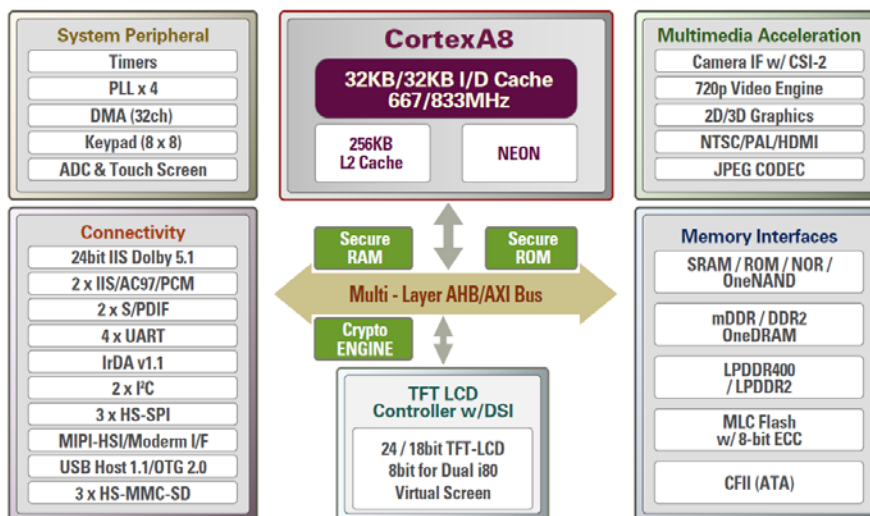 System Peripheral
Timers
PLL x 4
DMA (32ch)
Keypad (8 x 8)
ADC & Touch Screen
CortexA8
32KB/32KB I/D Cache
667/833MHz
256KB
L2 Cache
NEON
Multimedia Acceleration
Camera IF w/ CSI-2
720p Video Engine
2D/3D Graphics
NTSC/PAL/HDMI
JPEG CODEC
Connectivity
24bit IIS Dolby 5.1
2 x IIS/AC97/PCM
2 x S/PDIF
4 x UART
IrDA v1.1
2 x I²C
3 x HS-SPI
MIPI-HSI/Moderm I/F
USB Host 1.1/OTG 2.0
3 x HS-MMC-SD
Secure
RAM
Secure
ROM
Multi - Layer AHB/AXI Bus
Crypto
ENGINE
TFT LCD
Controller w/DSI
24 / 18bit TFT-LCD
8bit for Dual i80
Virtual Screen
Memory Interfaces
SRAM / ROM / NOR /
OneNAND
mDDR / DDR2
OneDRAM
LPDDR400
/ LPDDR2
MLC Flash
w/ 8-bit ECC
CFII (ATA)